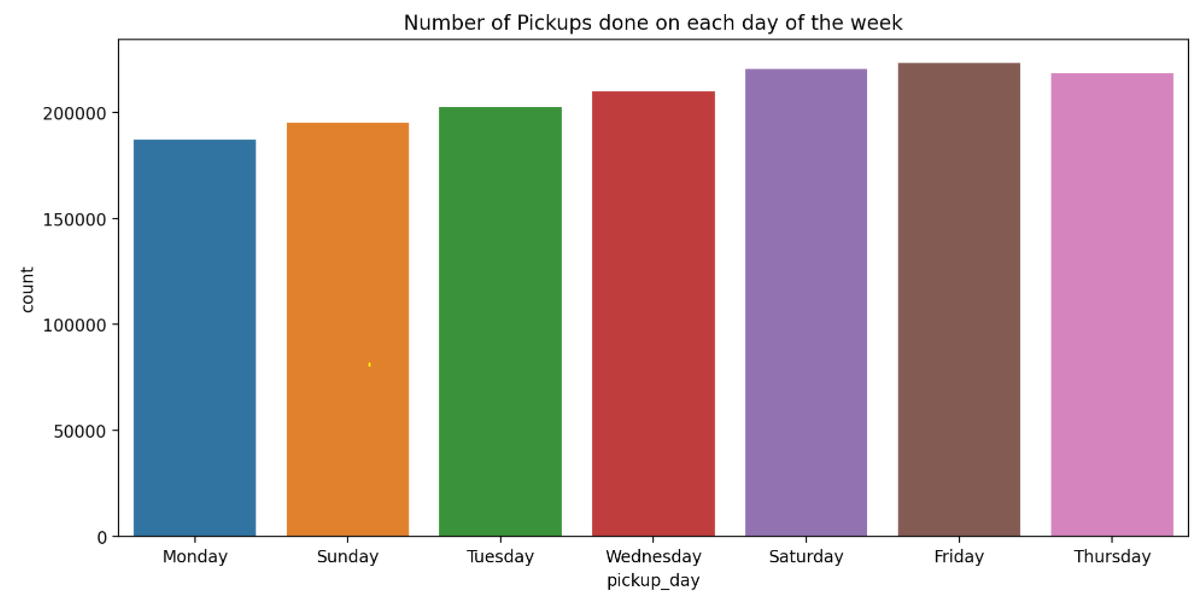 Number of Pickups done on each day of the week
200000
150000
100000
50000
0
count
Monday Sunday Tuesday Wednesday Saturday Friday Thursday
pickup_day